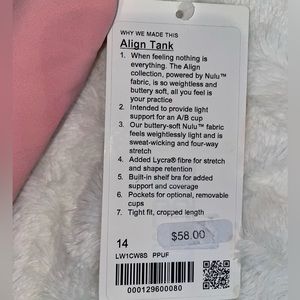 WHY WE MADE THIS
Align Tank
1. When feeling nothing is
everything. The Align
collection, powered by Nulu™
fabric, is so weightless and
buttery soft, all you feel is
your practice
2. Intended to provide light
support for an A/B cup
3. Our buttery-soft Nulu™ fabric
feels weightlessly light and is
sweat-wicking and four-way
stretch
4. Added Lycra® fibre for stretch
and shape retention
5. Built-in shelf bra for added
support and coverage
6. Pockets for optional, removable
cups
7. Tight fit, cropped length
14
$58.00
LW1CW8S PPUF
000129600080